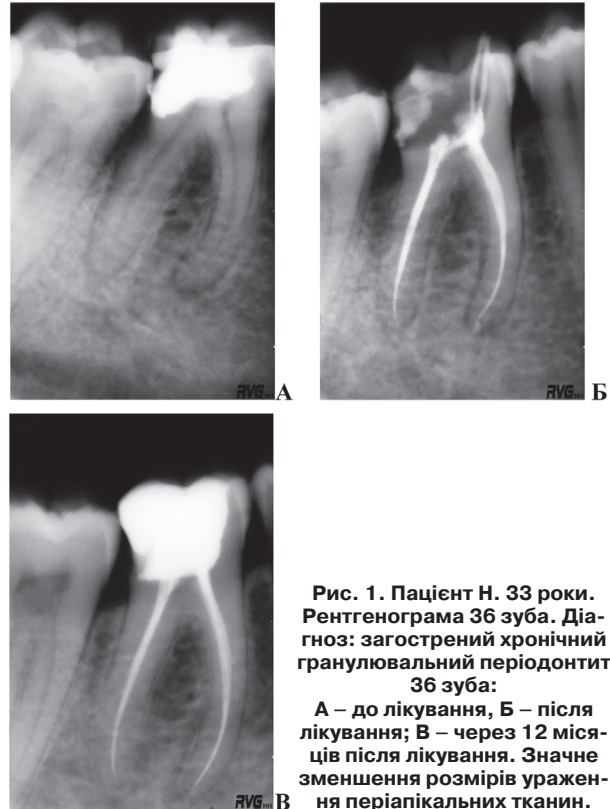 RVG А
RVG Б
RVG В
Рис. 1. Пацієнт Н. 33 роки.
Рентгенограма 36 зуба. Діа-
гноз: загострений хронічний
гранулювальний періодонтит
36 зуба:
А – до лікування, Б – після
лікування; В – через 12 міся-
ців після лікування. Значне
зменшення розмірів уражен-
ня періапікальних тканин.